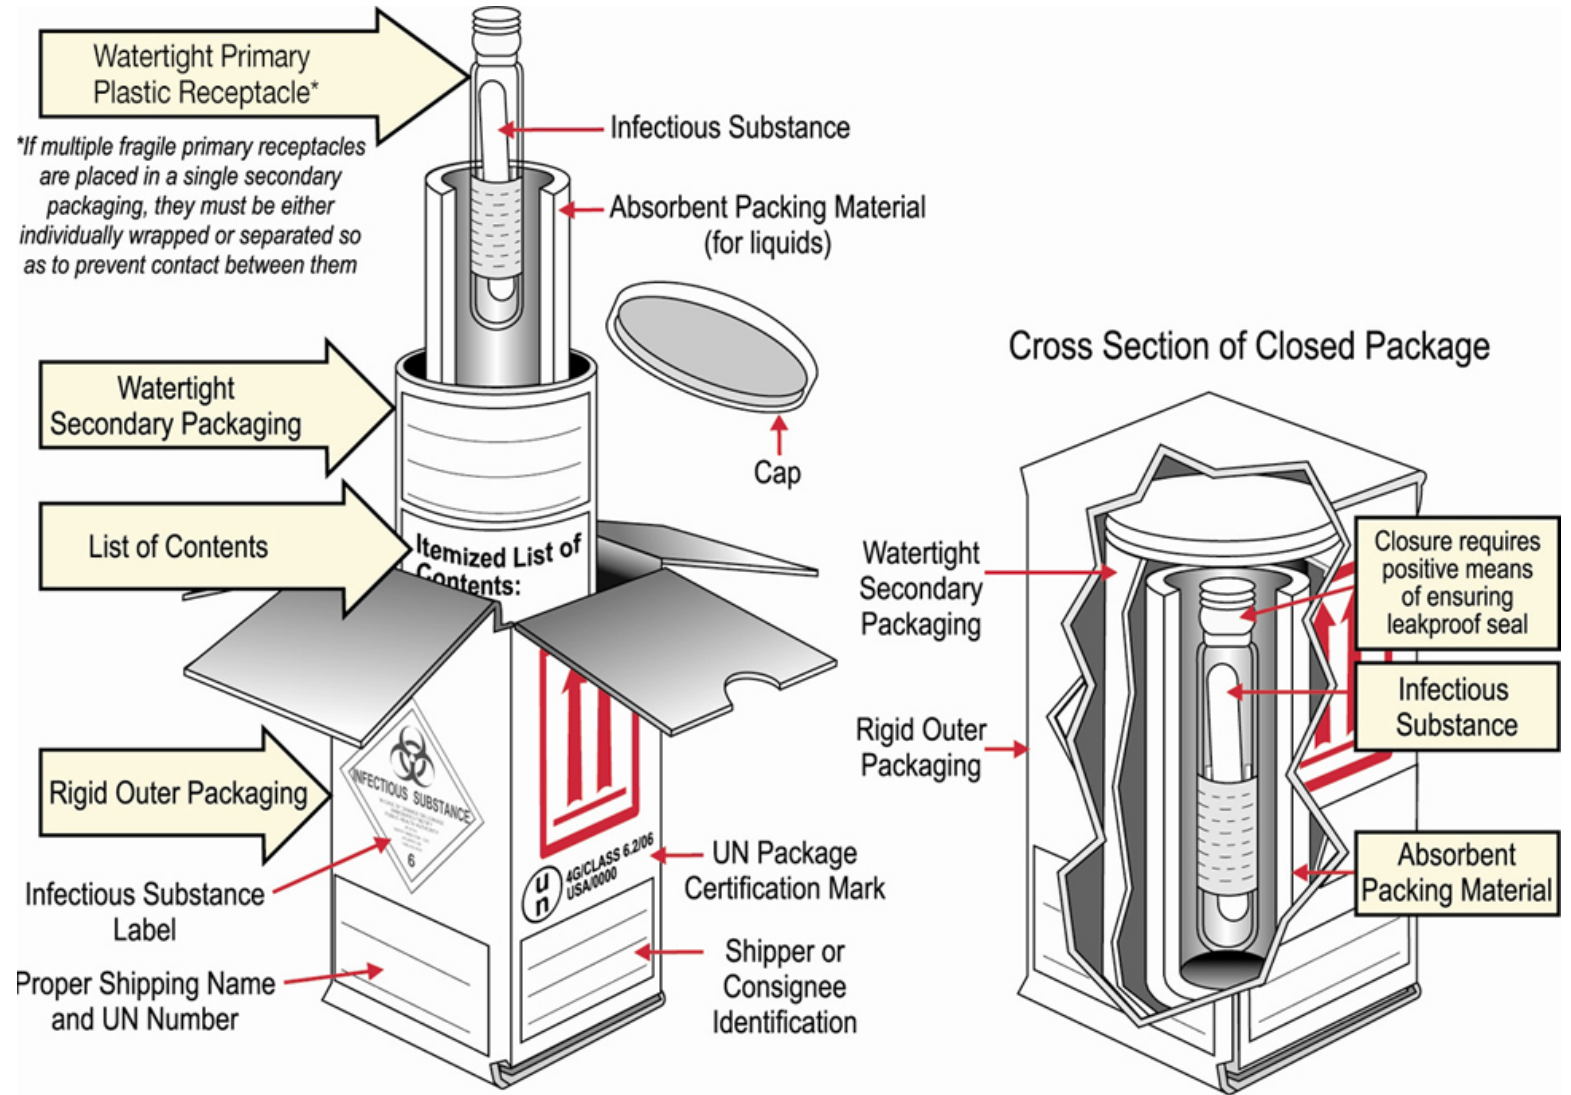 Watertight Primary
Plastic Receptacle*
*If multiple fragile primary receptacles
are placed in a single secondary
packaging, they must be either
individually wrapped or separated so
as to prevent contact between them
Infectious Substance
Absorbent Packing Material
(for liquids)
Watertight
Secondary Packaging
Cap
List of Contents
Itemized List of
Contents:
Rigid Outer Packaging
INFECTIOUS SUBSTANCE
6
Infectious Substance
Label
Proper Shipping Name
and UN Number
u
n
4G/CLASS 6.2/06
USA/0000
UN Package
Certification Mark
Shipper or
Consignee
Identification
Cross Section of Closed Package
Watertight
Secondary
Packaging
Rigid Outer
Packaging
Closure requires
positive means
of ensuring
leakproof seal
Infectious
Substance
Absorbent
Packing Material